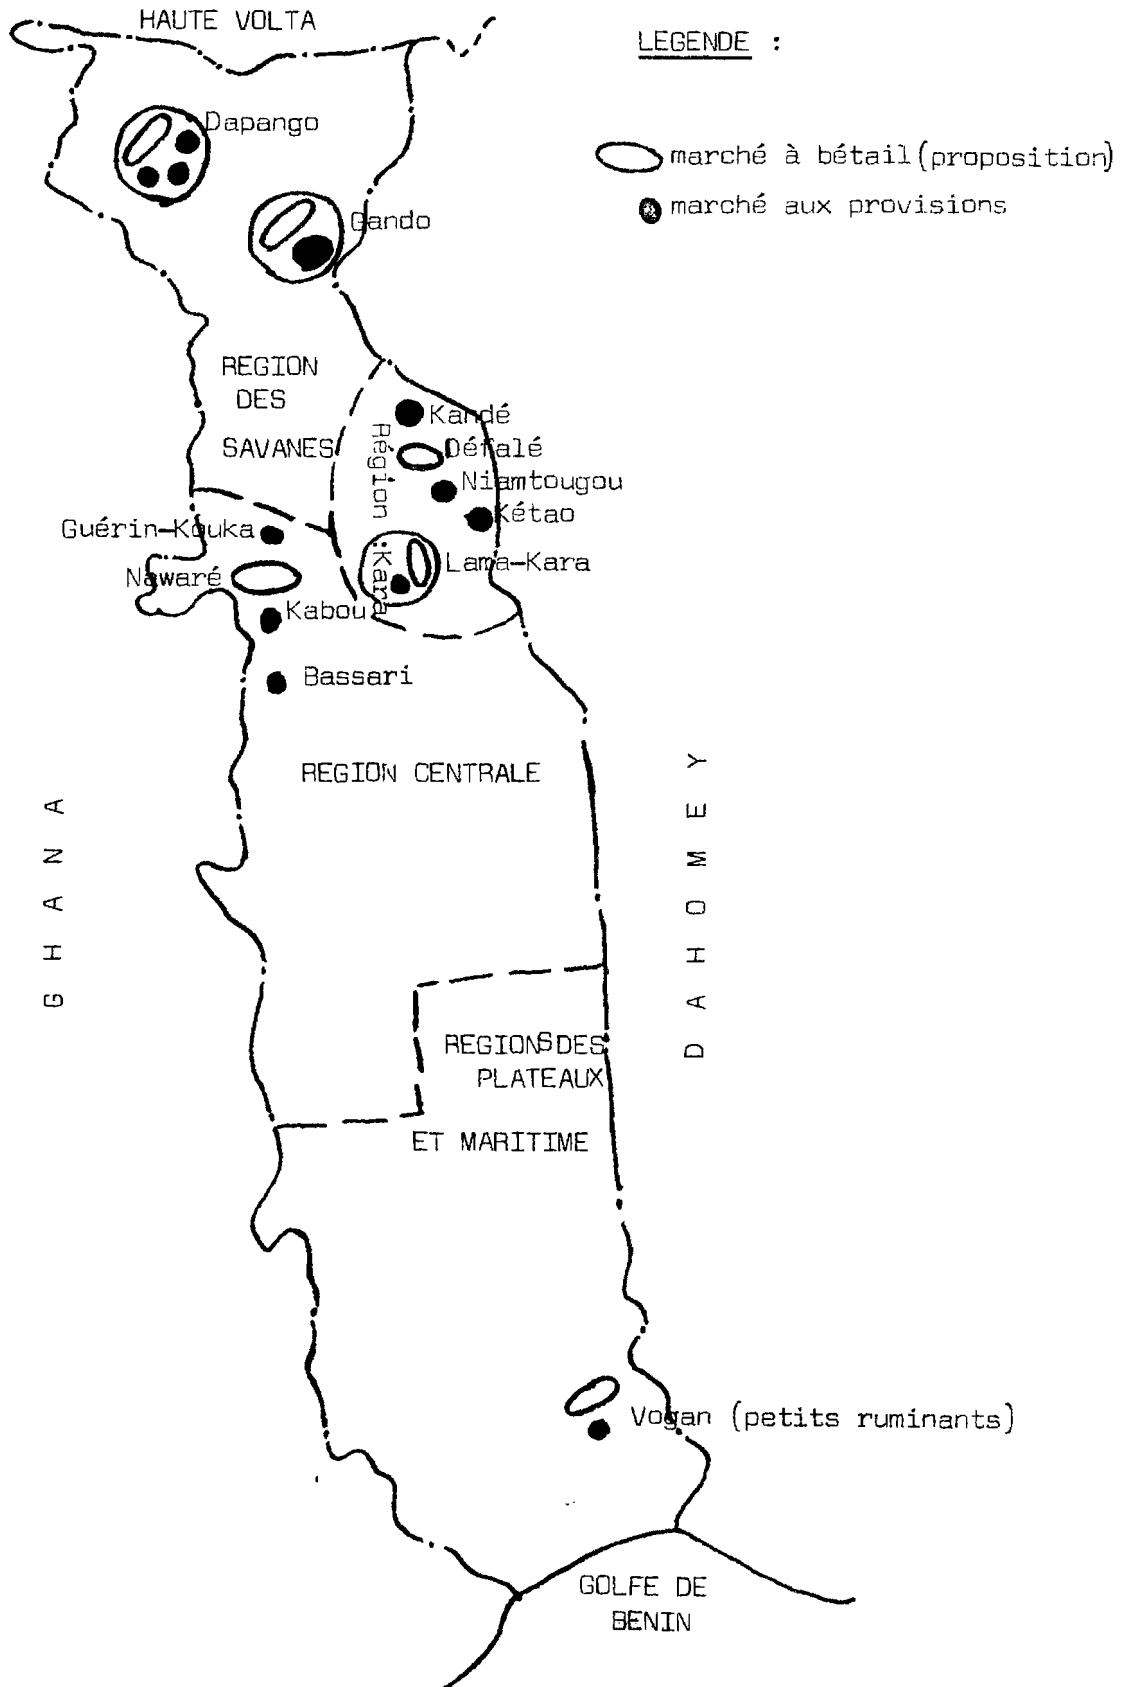 HAUTE VOLTA
LEGENDE :
marché à bétail (proposition)
marché aux provisions
Dapango
Gando
REGION
DES
SAVANES
Région : Kara
Kandé
Défalé
Niamtougou
Kétao
Lama-Kara
Guérin-Kouka
Nawaré
Kabou
Bassari
REGION CENTRALE
GHANA
DAHOMEY
REGIONS DES
PLATEAUX
ET MARITIME
Vogan (petits ruminants)
GOLFE DE
BENIN